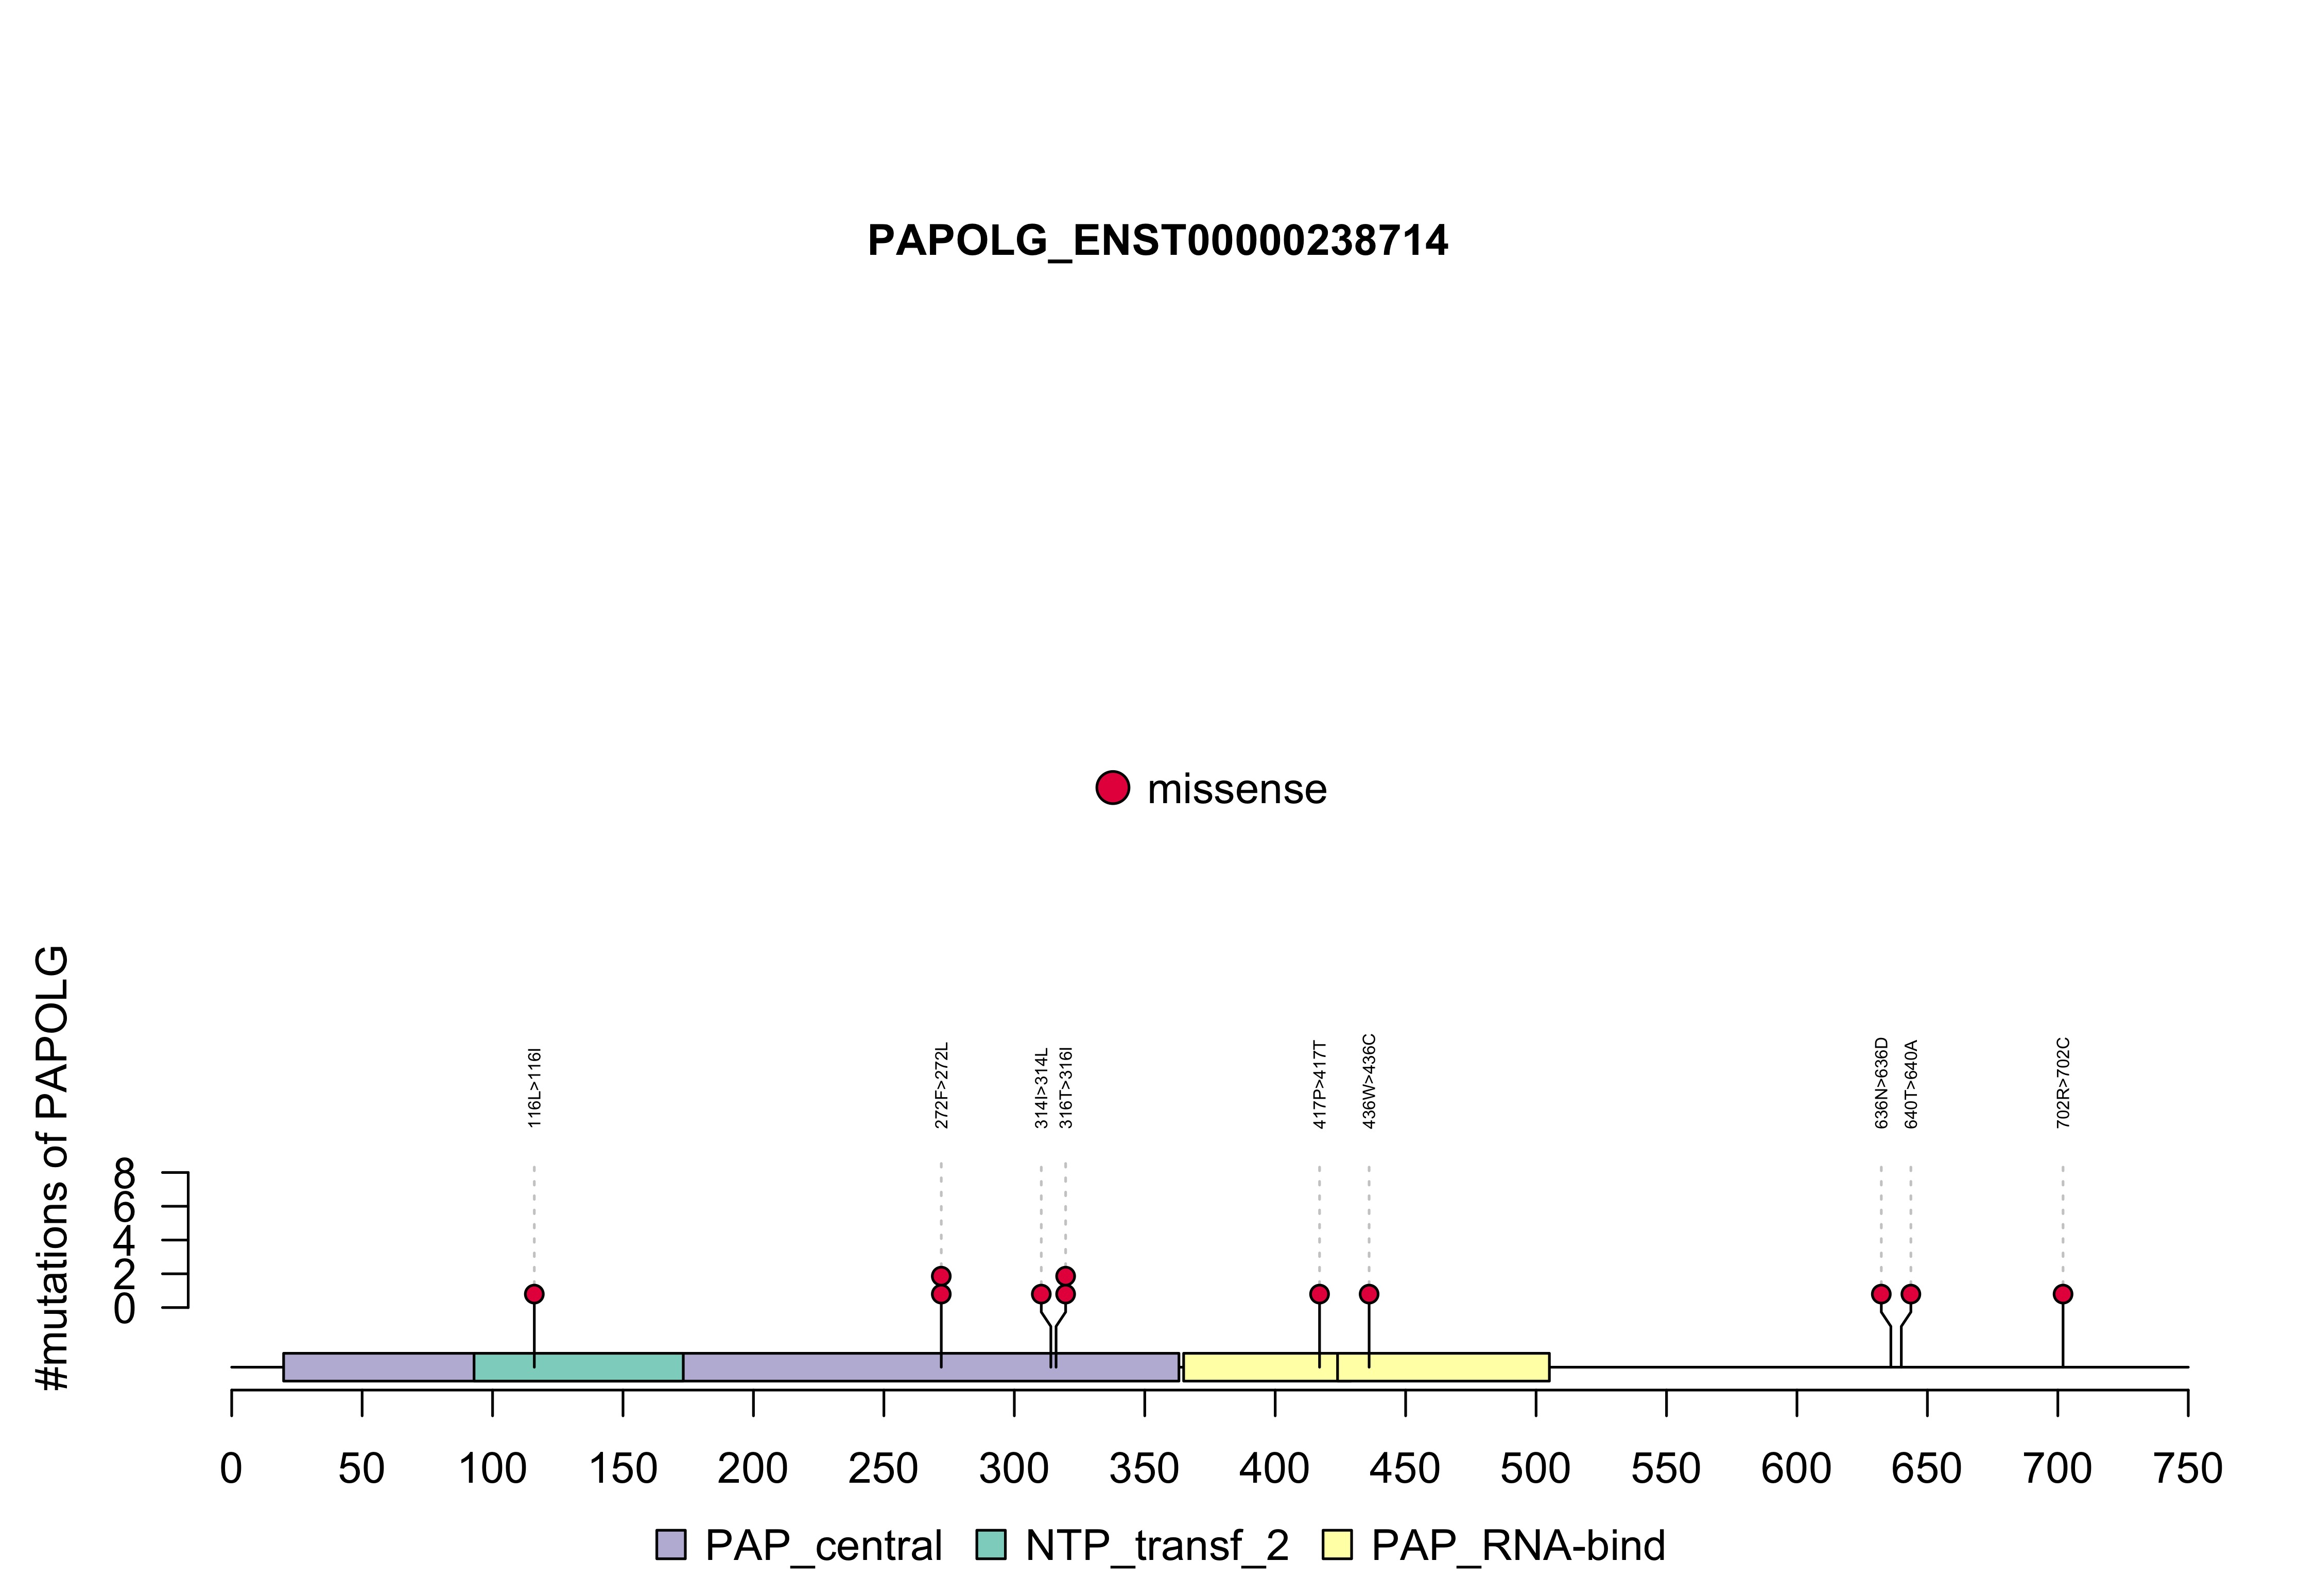 PAPOLG_ENST00000238714
missense
#mutations of PAPOLG
116L>116I
272F>272L
314I>314L
316T>316I
417P>417T
436W>436C
636N>636D
640T>640A
702R>702C
8
6
4
2
0
0 50 100 150 200 250 300 350 400 450 500 550 600 650 700 750
PAP_central NTP_transf_2 PAP_RNA-bind